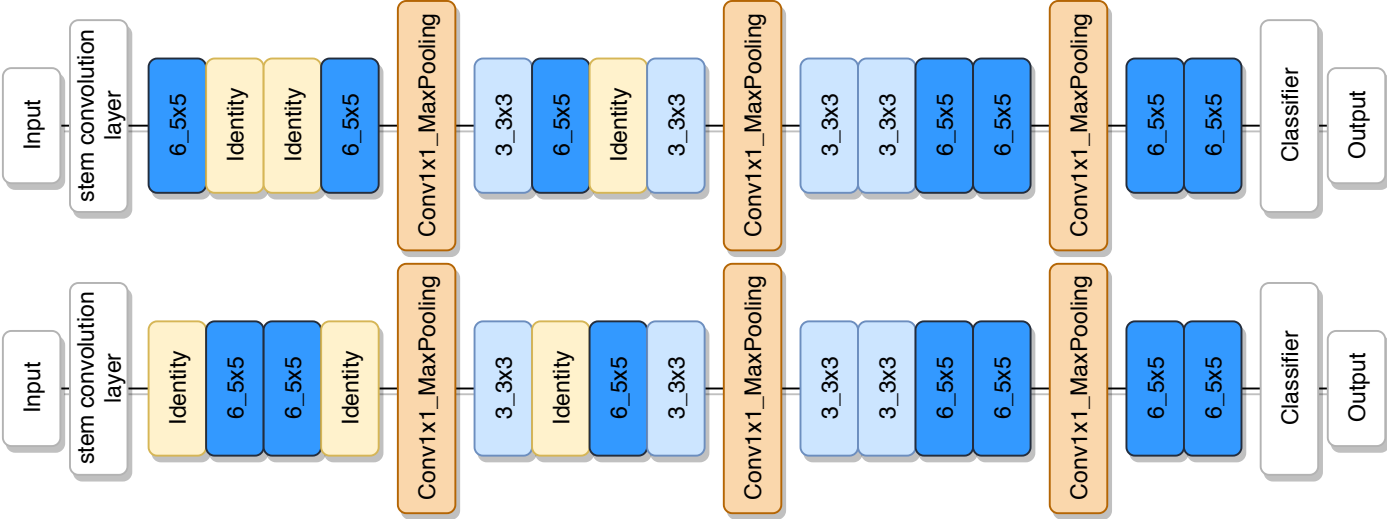 Input
stem convolution
layer
6_5x5
Identity
Identity
6_5x5
Conv1x1_MaxPooling
3_3x3
6_5x5
Identity
3_3x3
Conv1x1_MaxPooling
3_3x3
3_3x3
6_5x5
6_5x5
Conv1x1_MaxPooling
6_5x5
6_5x5
Classifier
Output
Input
stem convolution
layer
Identity
6_5x5
6_5x5
Identity
Conv1x1_MaxPooling
3_3x3
Identity
6_5x5
3_3x3
Conv1x1_MaxPooling
3_3x3
3_3x3
6_5x5
6_5x5
Conv1x1_MaxPooling
6_5x5
6_5x5
Classifier
Output